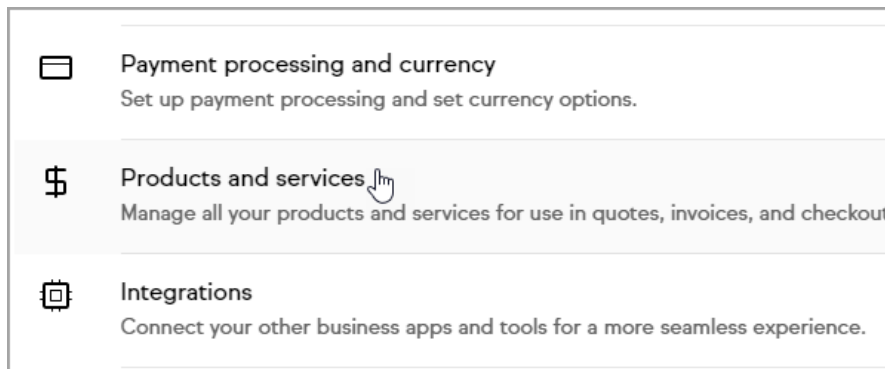 Payment processing and currency
Set up payment processing and set currency options.
Products and services
Manage all your products and services for use in quotes, invoices, and checkout
Integrations
Connect your other business apps and tools for a more seamless experience.